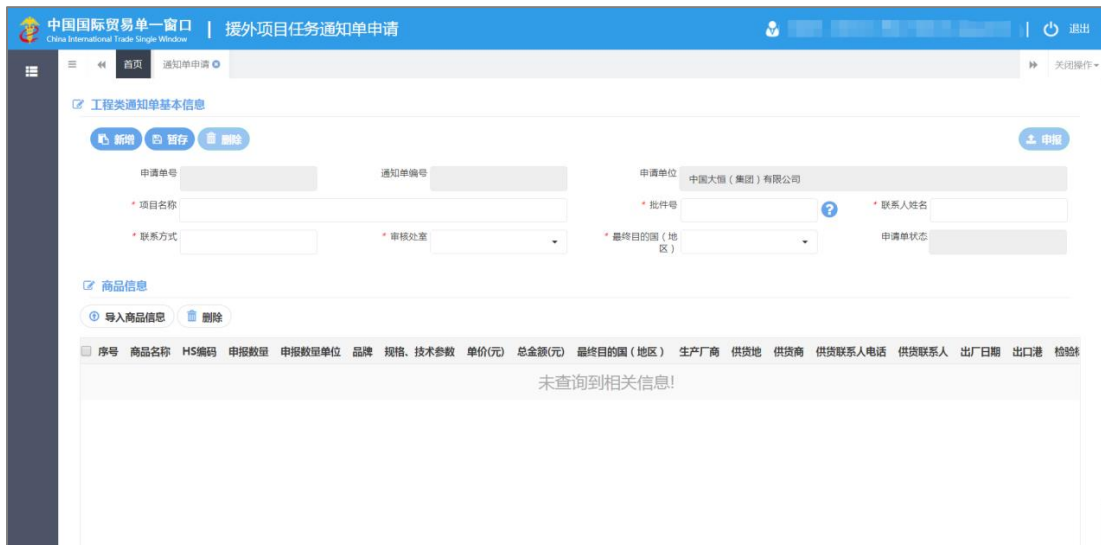 中国国际贸易单一窗口 | 援外项目任务通知单申请 退出
China International Trade Single Window
首页 通知单申请 关闭操作
工程类通知单基本信息
新增 暂存 删除 申报
申请单号 通知单编号 申请单位 中国大恒（集团）有限公司
* 项目名称 * 批件号 * 联系人姓名
* 联系方式 * 审核处室 * 最终目的国（地区） 申请单状态
商品信息
导入商品信息 删除
序号 商品名称 HS编码 申报数量 申报数量单位 品牌 规格、技术参数 单价(元) 总金额(元) 最终目的国（地区） 生产厂商 供货地 供货商 供货联系人电话 供货联系人 出厂日期 出口港 检验
未查询到相关信息!